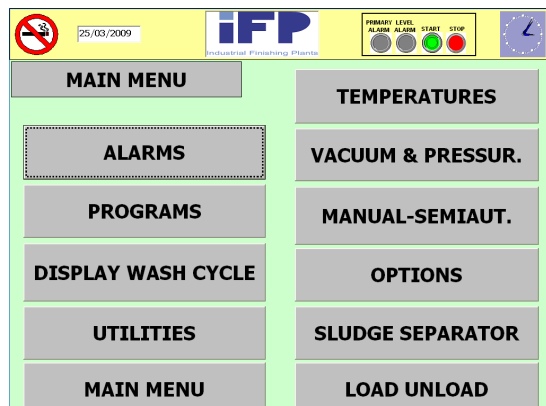 25/03/2009
iFP
Industrial Finishing Plants
PRIMARY LEVEL
ALARM ALARM START STOP
MAIN MENU
TEMPERATURES
ALARMS
VACUUM & PRESSUR.
PROGRAMS
MANUAL-SEMIAUT.
DISPLAY WASH CYCLE
OPTIONS
UTILITIES
SLUDGE SEPARATOR
MAIN MENU
LOAD UNLOAD